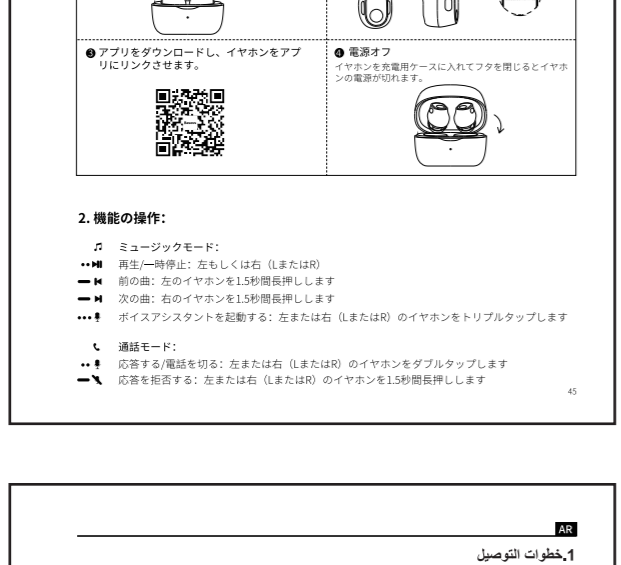 ❸ アプリをダウンロードし、イヤホンをアプ
リにリンクさせます。
❹ 電源オフ
イヤホンを充電用ケースに入れてフタを閉じるとイヤホ
ンの電源が切れます。
2. 機能の操作：
ミュージックモード：
再生/一時停止：左もしくは右（LまたはR）
前の曲：左のイヤホンを1.5秒間長押しします
次の曲：右のイヤホンを1.5秒間長押しします
ボイスアシスタントを起動する：左または右（LまたはR）のイヤホンをトリプルタップします
通話モード：
応答する/電話を切る：左または右（LまたはR）のイヤホンをダブルタップします
応答を拒否する：左または右（LまたはR）のイヤホンを1.5秒間長押しします
45
AR
1.خطوات التوصيل